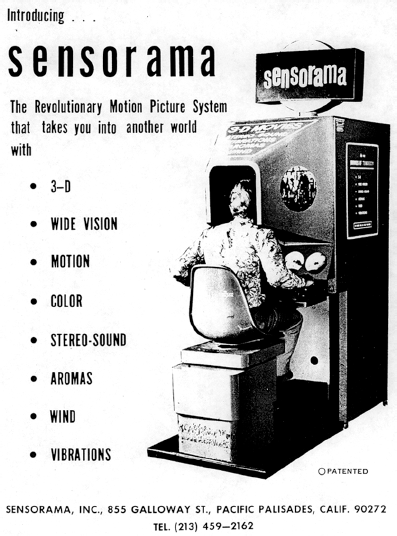 Introducing . . .
sensorama
sensorama
The Revolutionary Motion Picture System
that takes you into another world
with
• 3–D
• WIDE VISION
• MOTION
• COLOR
• STEREO-SOUND
• AROMAS
• WIND
• VIBRATIONS
PATENTED
SENSORAMA, INC., 855 GALLOWAY ST., PACIFIC PALISADES, CALIF. 90272
TEL. (213) 459–2162